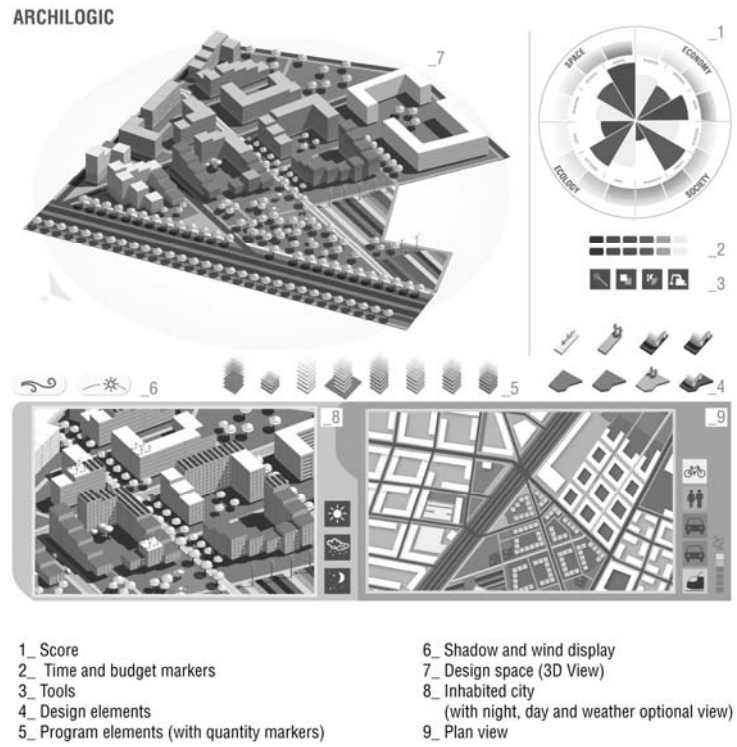 ARCHILOGIC
_7
_1
SPACE
ECONOMY
ECOLOGY
SOCIETY
_2
_3
_6
_5
_4
_8
_9
1_ Score
2_ Time and budget markers
3_ Tools
4_ Design elements
5_ Program elements (with quantity markers)
6_ Shadow and wind display
7_ Design space (3D View)
8_ Inhabited city
(with night, day and weather optional view)
9_ Plan view